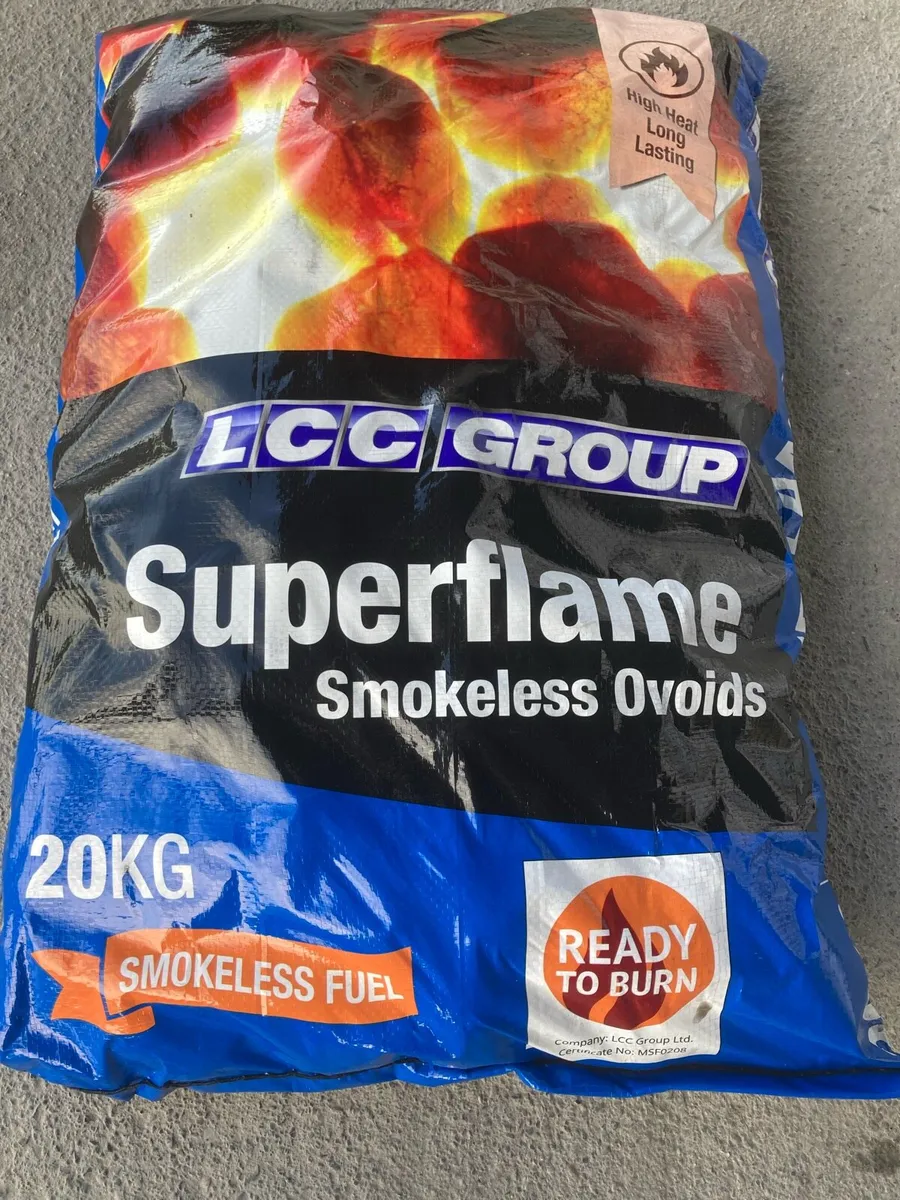 High Heat
Long
Lasting
LCC GROUP
Superflame
Smokeless Ovoids
20KG
SMOKELESS FUEL
READY
TO BURN
Company: LCC Group Ltd.
Certificate No: MSF0208